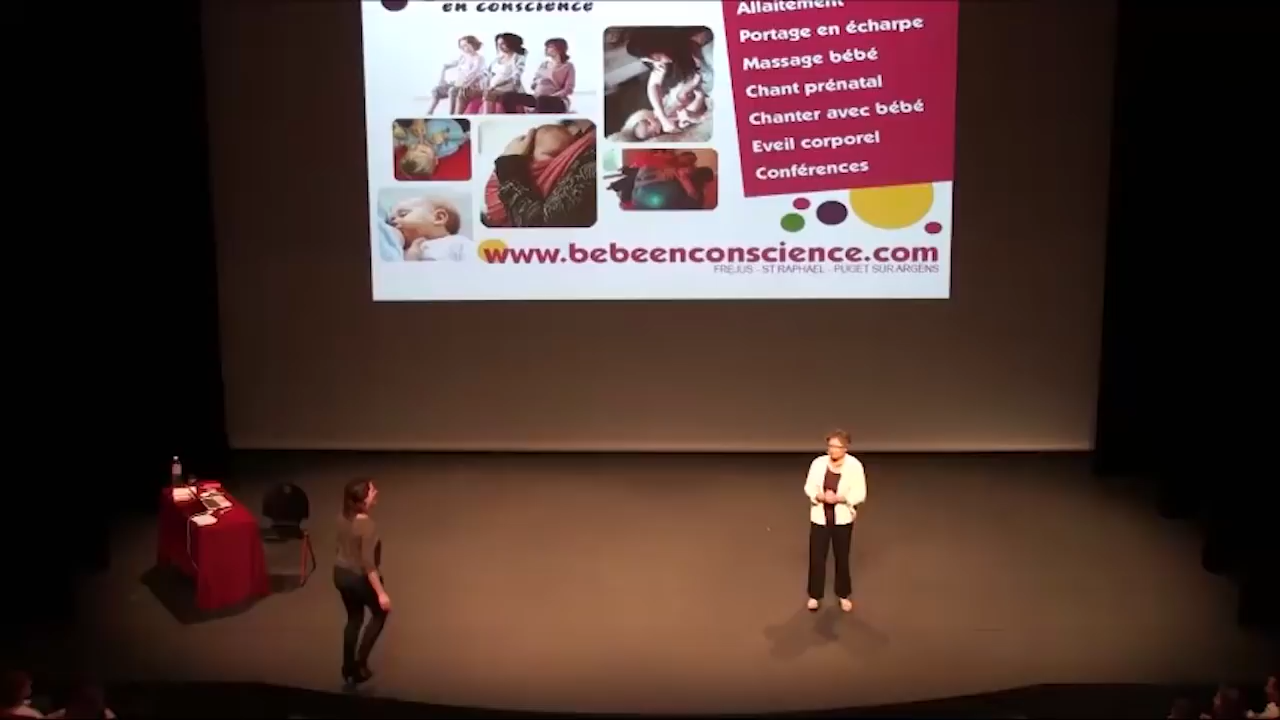 en conscience
Allaitement
Portage en écharpe
Massage bébé
Chant prénatal
Chanter avec bébé
Eveil corporel
Conférences
www.bebeenconscience.com
FREJUS - ST RAPHAEL - PUGET SUR ARGENS